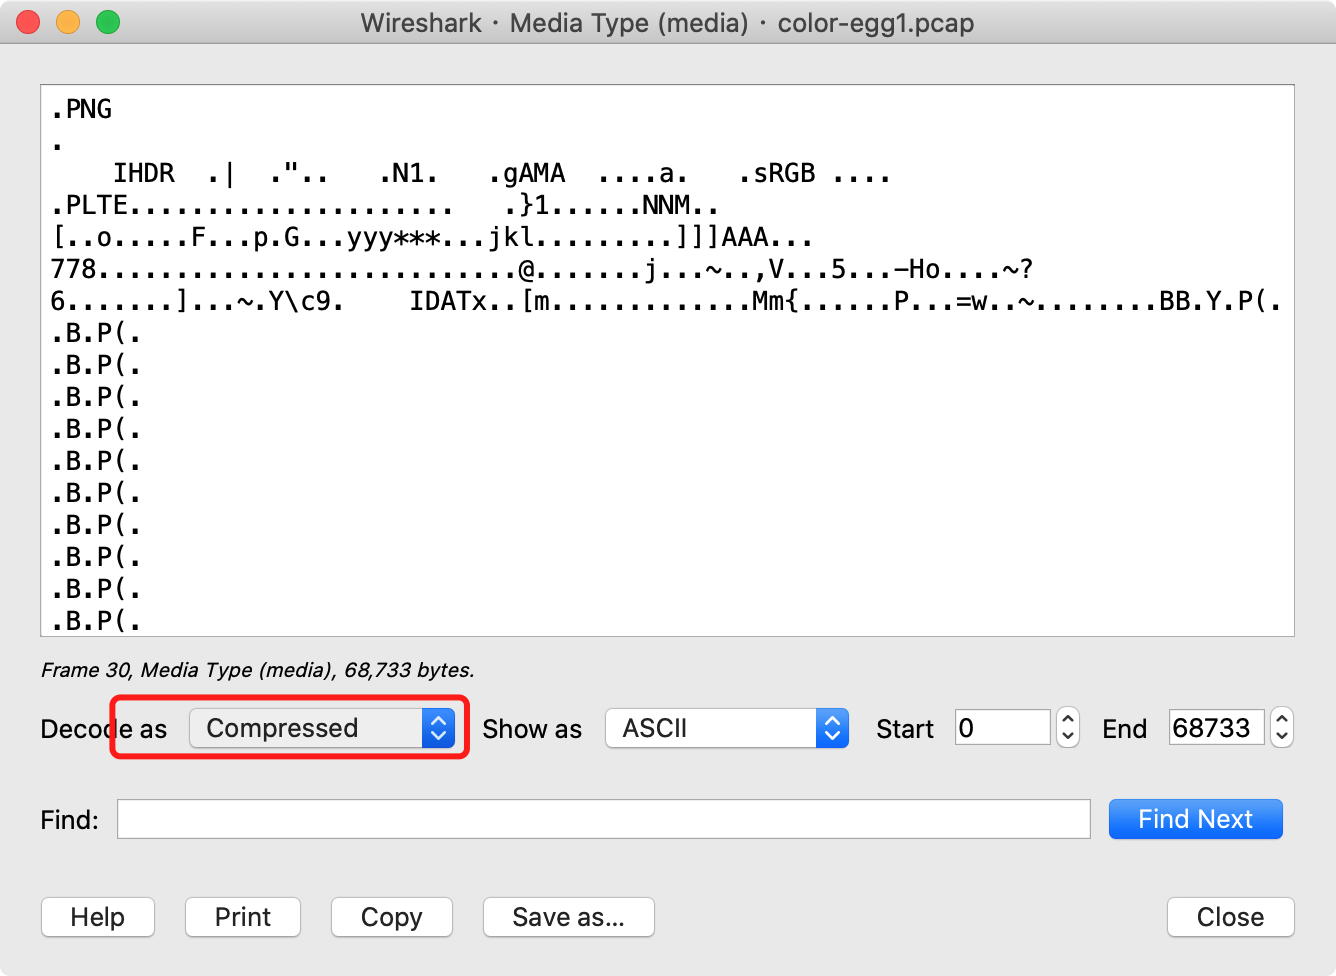 Wireshark · Media Type (media) · color-egg1.pcap
.PNG
.
    IHDR  .|  ."..   .N1.   .gAMA  ....a.   .sRGB ....
.PLTE.....................   .}1......NNM..
[..o.....F...p.G...yyy***...jkl.........]]]AAA...
778...........................@.......j...~..,V...5...-Ho....~?
6.......]...~.Y\c9.    IDATx..[m.............Mm{......P...=w..~........BB.Y.P(.
.B.P(.
.B.P(.
.B.P(.
.B.P(.
.B.P(.
.B.P(.
.B.P(.
.B.P(.
.B.P(.
.B.P(.
Frame 30, Media Type (media), 68,733 bytes.
Decode as Compressed Show as ASCII Start 0 End 68733
Find: Find Next
Help Print Copy Save as... Close